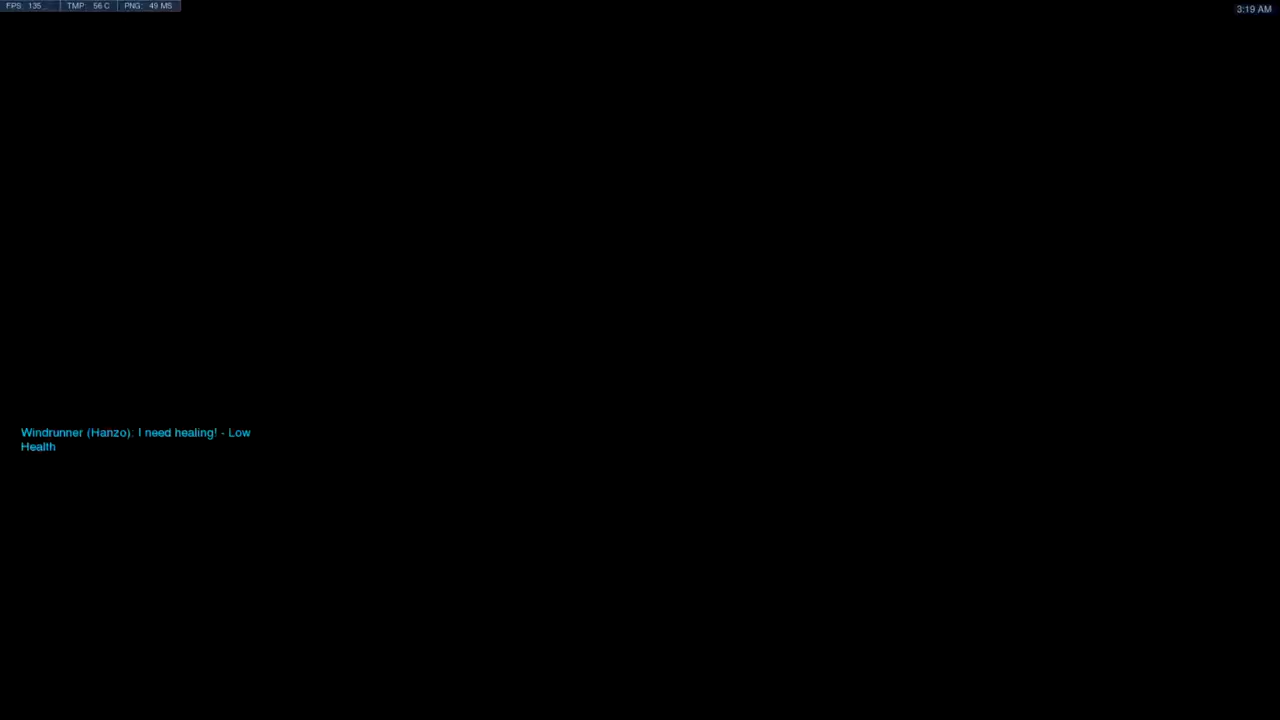 FPS: 135 TMP: 56 C PNG: 49 MS
3:19 AM
Windrunner (Hanzo): I need healing! - Low
Health